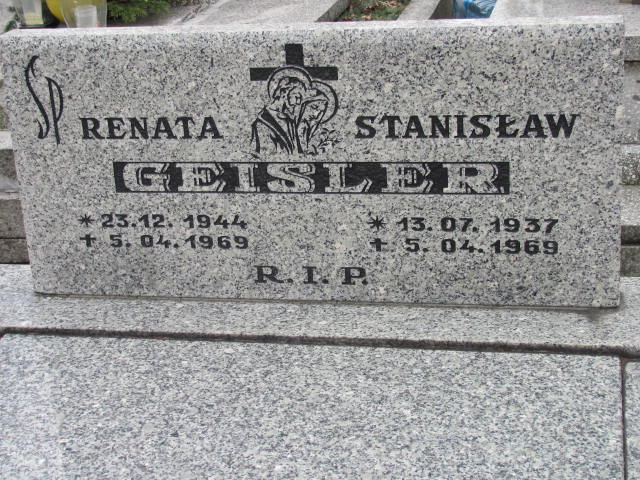 ŚP RENATA STANISŁAW
GEISLER
* 23.12.1944 * 13.07.1937
✝ 5.04.1969 ✝ 5.04.1969
R.I.P.